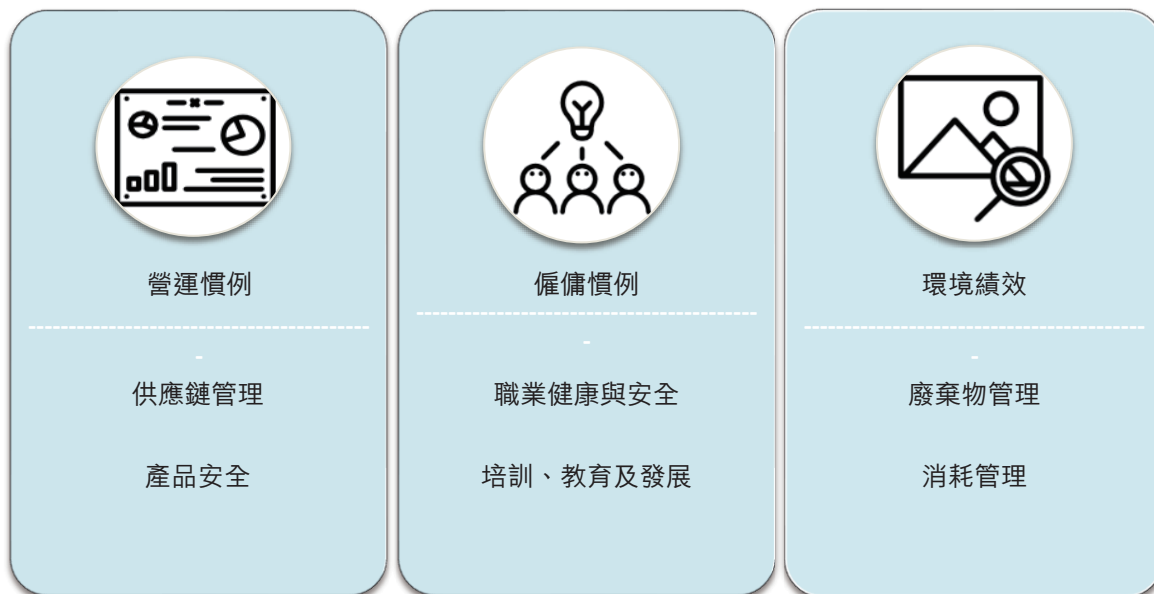 營運慣例
供應鏈管理
產品安全
僱傭慣例
職業健康與安全
培訓、教育及發展
環境績效
廢棄物管理
消耗管理